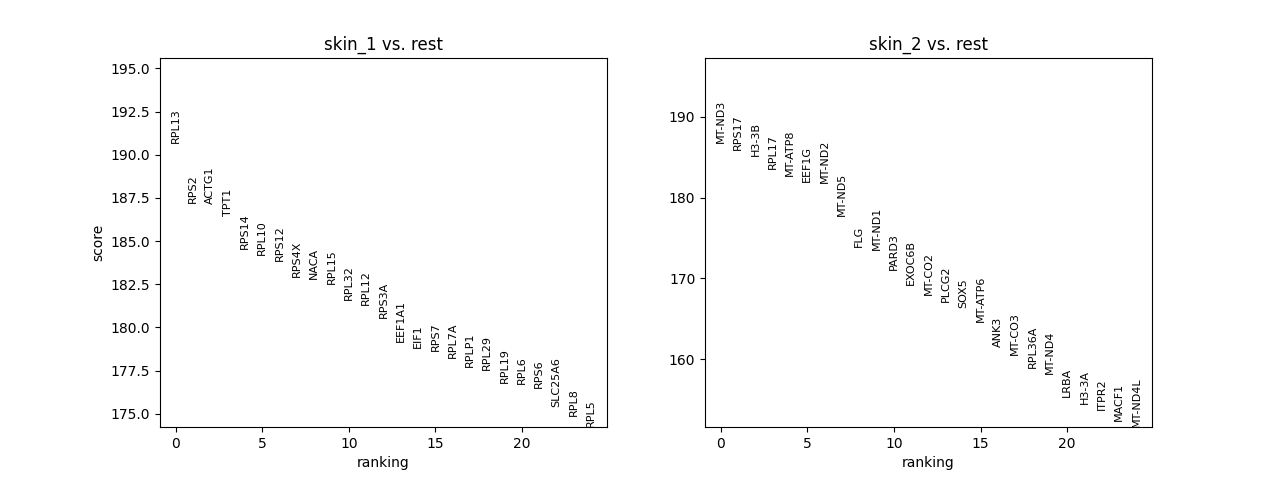 skin_1 vs. rest
195.0
192.5
190.0
187.5
185.0
182.5
180.0
177.5
175.0
score
RPL13
RPS2
ACTG1
TPT1
RPS14
RPL10
RPS12
RPS4X
NACA
RPL15
RPL32
RPL12
RPS3A
EEF1A1
EIF1
RPS7
RPL7A
RPLP1
RPL29
RPL19
RPL6
RPS6
SLC25A6
RPL8
RPL5
0
5
10
15
20
ranking
skin_2 vs. rest
190
180
170
160
MT-ND3
RPS17
H3-3B
RPL17
MT-ATP8
EEF1G
MT-ND2
MT-ND5
FLG
MT-ND1
PARD3
EXOC6B
MT-CO2
PLCG2
SOX5
MT-ATP6
ANK3
MT-CO3
RPL36A
MT-ND4
LRBA
H3-3A
ITPR2
MACF1
MT-ND4L
0
5
10
15
20
ranking